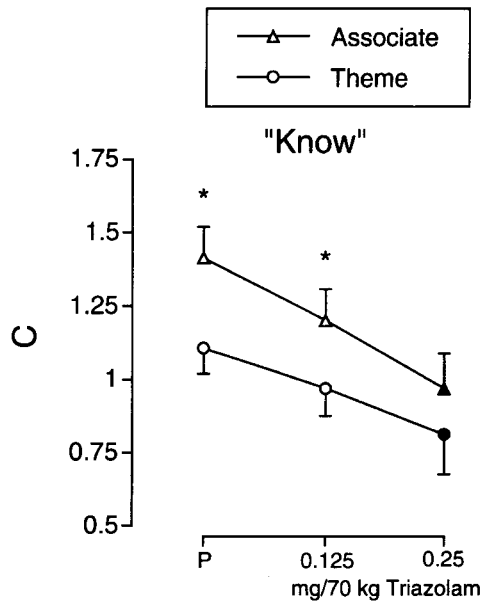 Associate
Theme
"Know"
1.75
*
1.5
*
1.25
C
1
0.75
0.5
P 0.125 0.25
mg/70 kg Triazolam